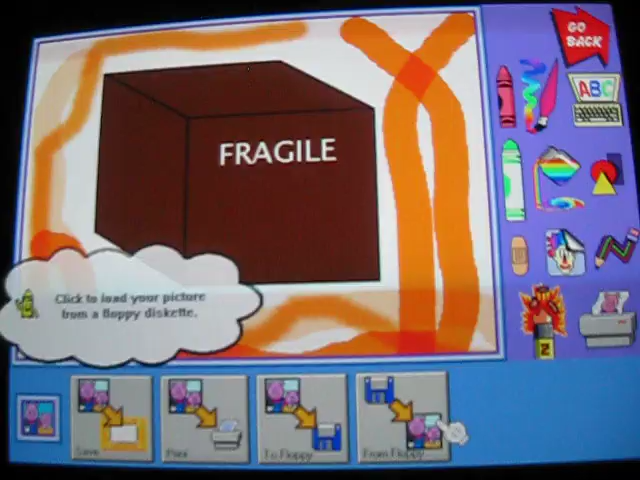 GO
BACK
ABC
FRAGILE
Click to load your picture
from a floppy diskette.
N
Save
Print
To Floppy
From Floppy